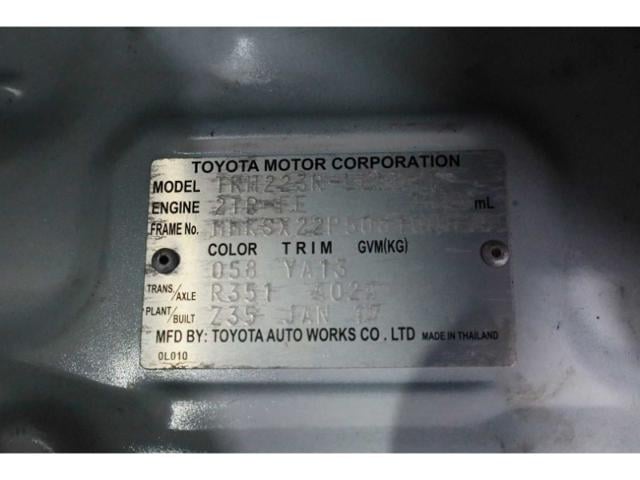 TOYOTA MOTOR CORPORATION
MODEL TRH223R-
ENGINE 2TR-FE mL
FRAME No.
COLOR TRIM GVM(KG)
058 YA13
TRANS./AXLE R351
PLANT/BUILT Z35 JAN 17
MFD BY: TOYOTA AUTO WORKS CO . LTD MADE IN THAILAND
0L010